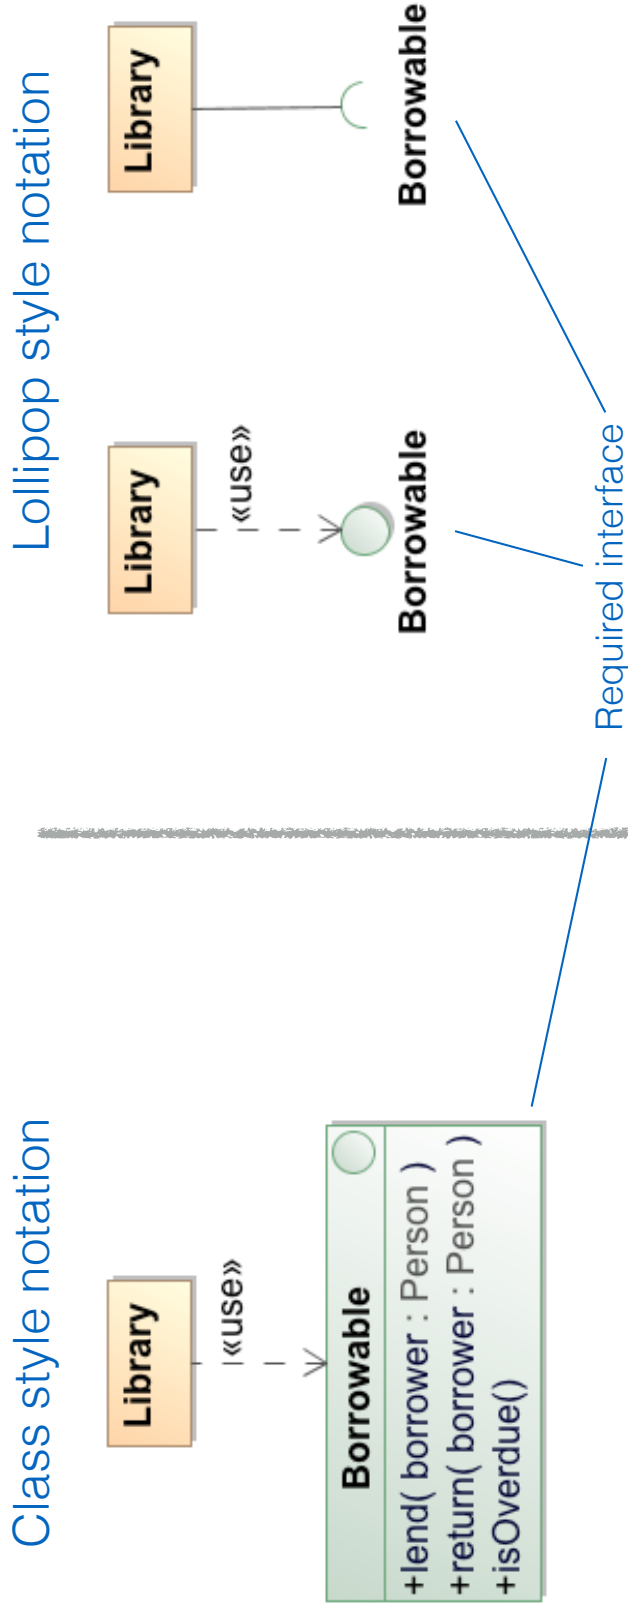 Class style notation
Lollipop style notation
Library
Library
Library
«use»
«use»
Borrowable
+lend( borrower : Person )
+return( borrower : Person )
+isOverdue()
Borrowable
Borrowable
Required interface